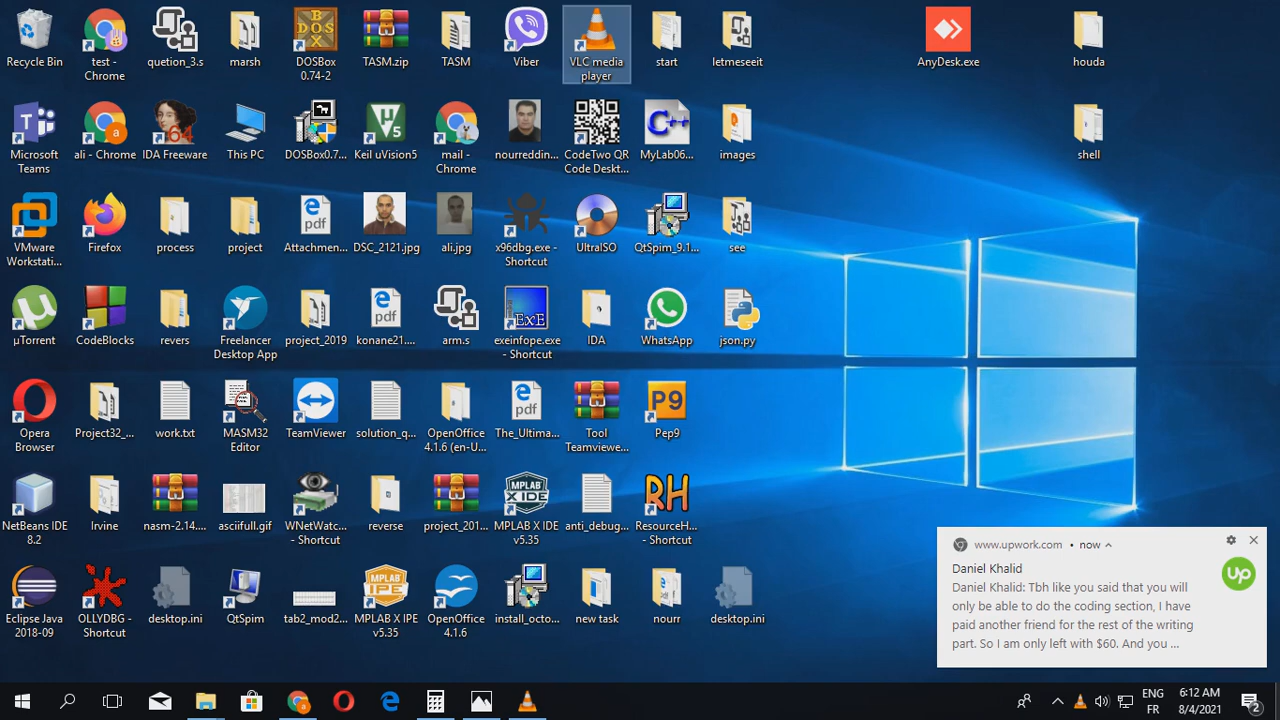 Recycle Bin
test -
Chrome
quetion_3.s
marsh
DOSBox
0.74-2
TASM.zip
TASM
Viber
VLC media
player
start
letmeseeit
AnyDesk.exe
houda
Microsoft
Teams
ali - Chrome
IDA Freeware
This PC
DOSBox0.7...
Keil uVision5
mail -
Chrome
nourreddin...
CodeTwo QR
Code Deskt...
MyLab06...
images
shell
VMware
Workstati...
Firefox
process
project
Attachmen...
DSC_2121.jpg
ali.jpg
x96dbg.exe -
Shortcut
UltraISO
QtSpim_9.1...
see
µTorrent
CodeBlocks
revers
Freelancer
Desktop App
project_2019
konane21....
arm.s
exeinfope.exe
- Shortcut
IDA
WhatsApp
json.py
Opera
Browser
Project32_...
work.txt
MASM32
Editor
TeamViewer
solution_q...
OpenOffice
4.1.6 (en-U...
The_Ultima...
Tool
Teamviewe...
Pep9
NetBeans IDE
8.2
Irvine
nasm-2.14....
asciifull.gif
WNetWatc...
- Shortcut
reverse
project_201...
MPLAB X IDE
v5.35
anti_debug...
ResourceH...
- Shortcut
Eclipse Java
2018-09
OLLYDBG -
Shortcut
desktop.ini
QtSpim
tab2_mod2...
MPLAB X IPE
v5.35
OpenOffice
4.1.6
install_octo...
new task
nourr
desktop.ini
www.upwork.com • now
Daniel Khalid
Daniel Khalid: Tbh like you said that you will
only be able to do the coding section, I have
paid another friend for the rest of the writing
part. So I am only left with $60. And you ...
up
ENG
FR
6:12 AM
8/4/2021
2